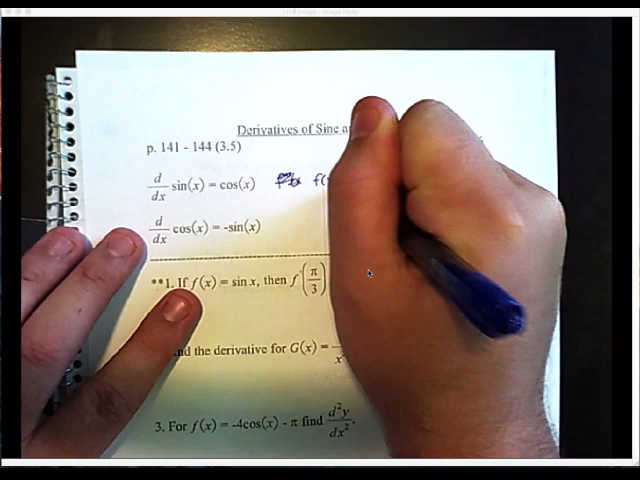 Derivatives of Sine
p. 141 - 144 (3.5)
d/dx sin(x) = cos(x) f(
d/dx cos(x) = -sin(x)
**1. If f(x) = sin x, then f'(π/3)
nd the derivative for G(x) =
3. For f(x) = -4cos(x) - π find d²y/dx².